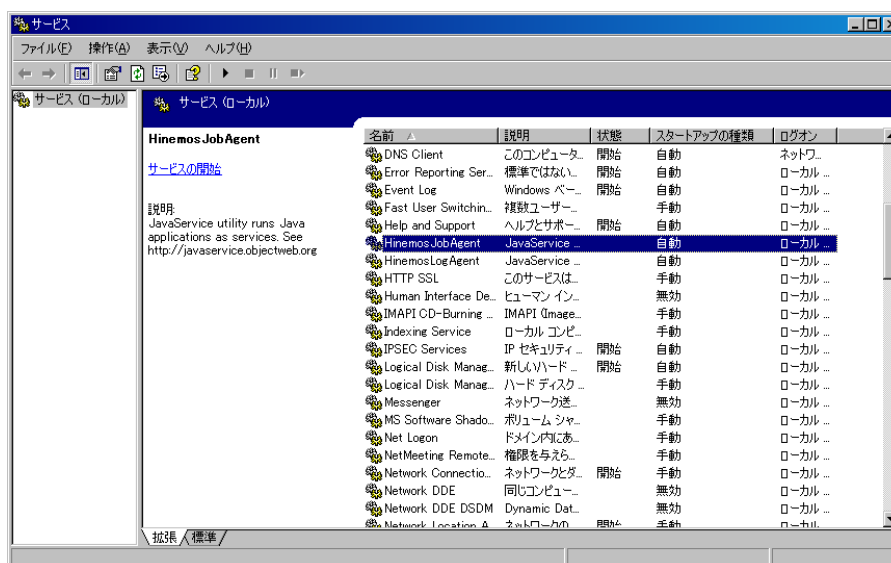 サービス
ファイル(F) 操作(A) 表示(V) ヘルプ(H)
サービス (ローカル)
サービス (ローカル)
HinemosJobAgent
サービスの開始
説明:
JavaService utility runs Java
applications as services. See
http://javaservice.objectweb.org
名前 説明 状態 スタートアップの種類 ログオン
DNS Client このコンピュータ... 開始 自動 ネットワ...
Error Reporting Ser... 標準ではない... 開始 自動 ローカル ...
Event Log Windows ベー... 開始 自動 ローカル ...
Fast User Switchin... 複数ユーザー... 手動 ローカル ...
Help and Support ヘルプとサポー... 開始 自動 ローカル ...
HinemosJobAgent JavaService ... 自動 ローカル ...
HinemosLogAgent JavaService ... 自動 ローカル ...
HTTP SSL このサービスは... 手動 ローカル ...
Human Interface De... ヒューマン イン... 無効 ローカル ...
IMAPI CD-Burning ... IMAPI (Image... 手動 ローカル ...
Indexing Service ローカル コンピ... 手動 ローカル ...
IPSEC Services IP セキュリティ ... 開始 自動 ローカル ...
Logical Disk Manag... 新しいハード ... 開始 自動 ローカル ...
Logical Disk Manag... ハード ディスク ... 手動 ローカル ...
Messenger ネットワーク送... 無効 ローカル ...
MS Software Shado... ボリューム シャ... 手動 ローカル ...
Net Logon ドメイン内にあ... 手動 ローカル ...
NetMeeting Remote... 権限を与えら... 手動 ローカル ...
Network Connectio... ネットワークとダ... 開始 手動 ローカル ...
Network DDE 同じコンピュー... 無効 ローカル ...
Network DDE DSDM Dynamic Dat... 無効 ローカル ...
Network Location A... ネットワークの ... 開始 手動 ローカル ...
拡張 標準